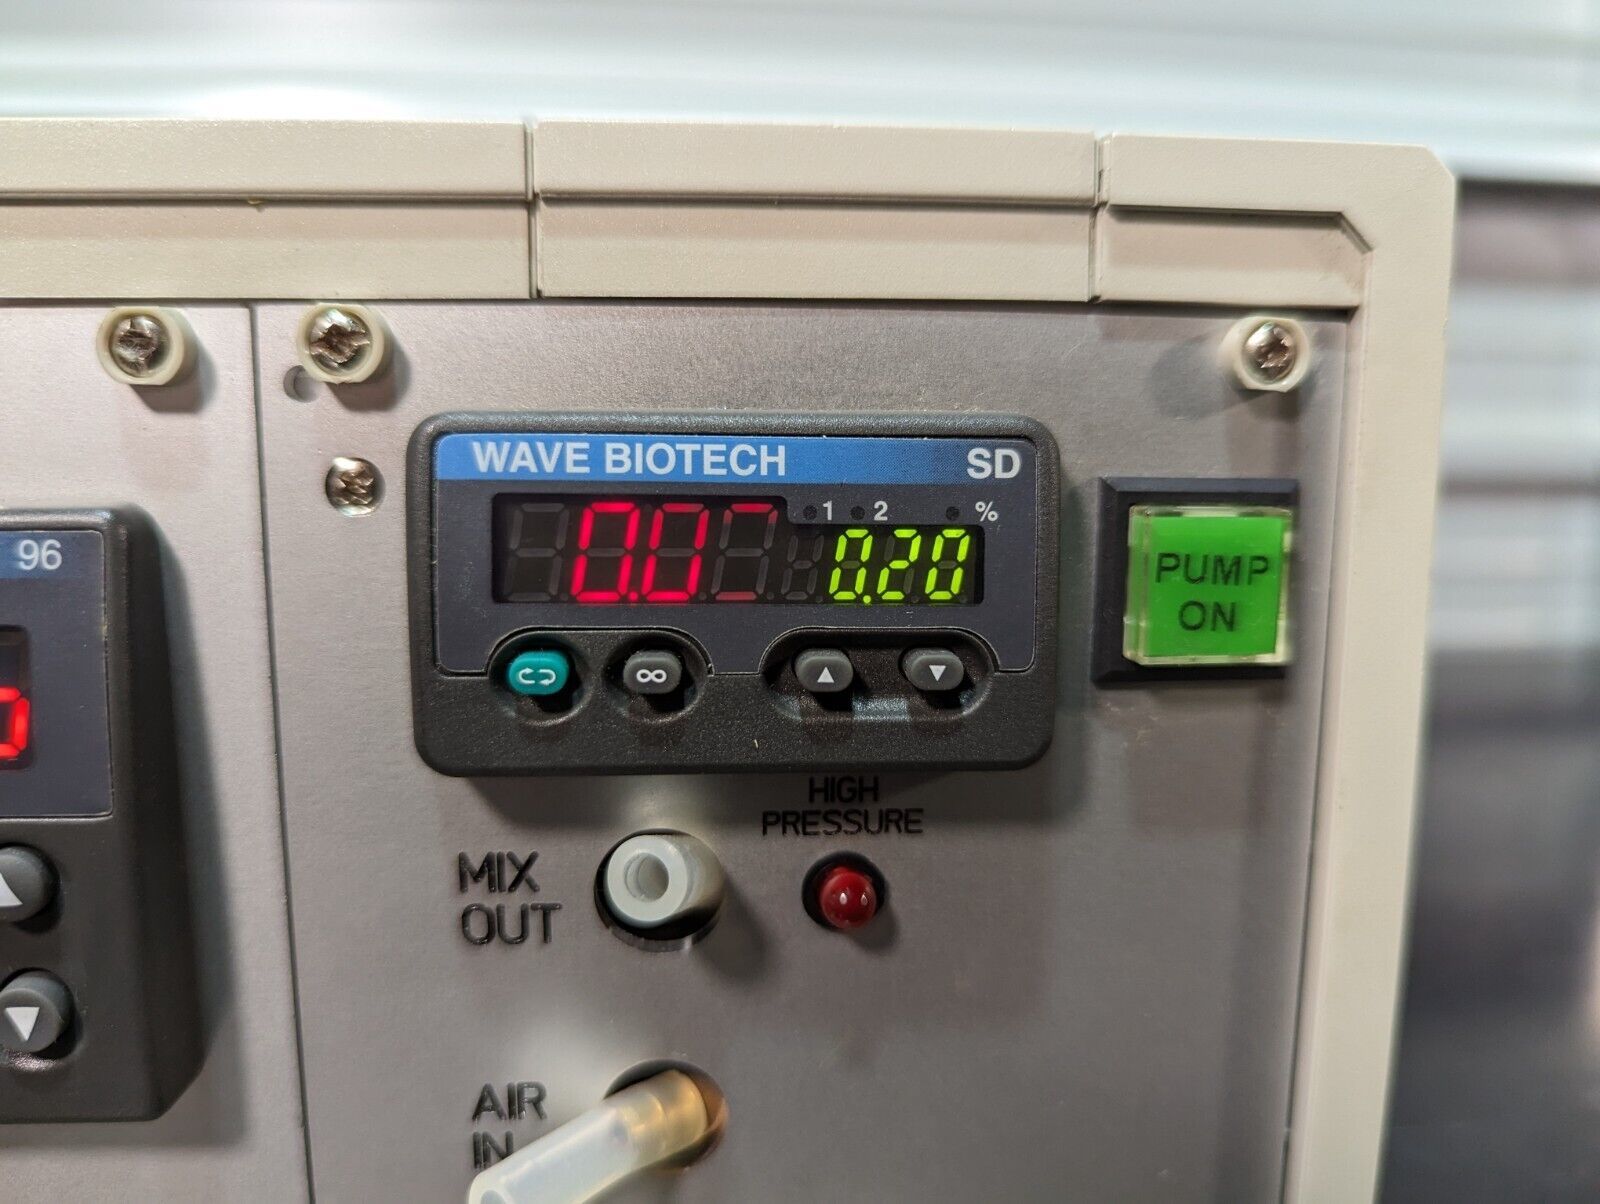 WAVE BIOTECH SD
1 2 %
0.0
0.20
PUMP
ON
HIGH
PRESSURE
MIX
OUT
AIR
IN
96